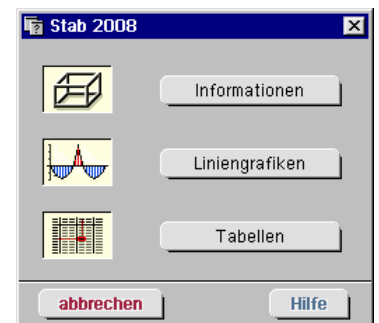 Stab 2008
Informationen
Liniengrafiken
Tabellen
abbrechen
Hilfe